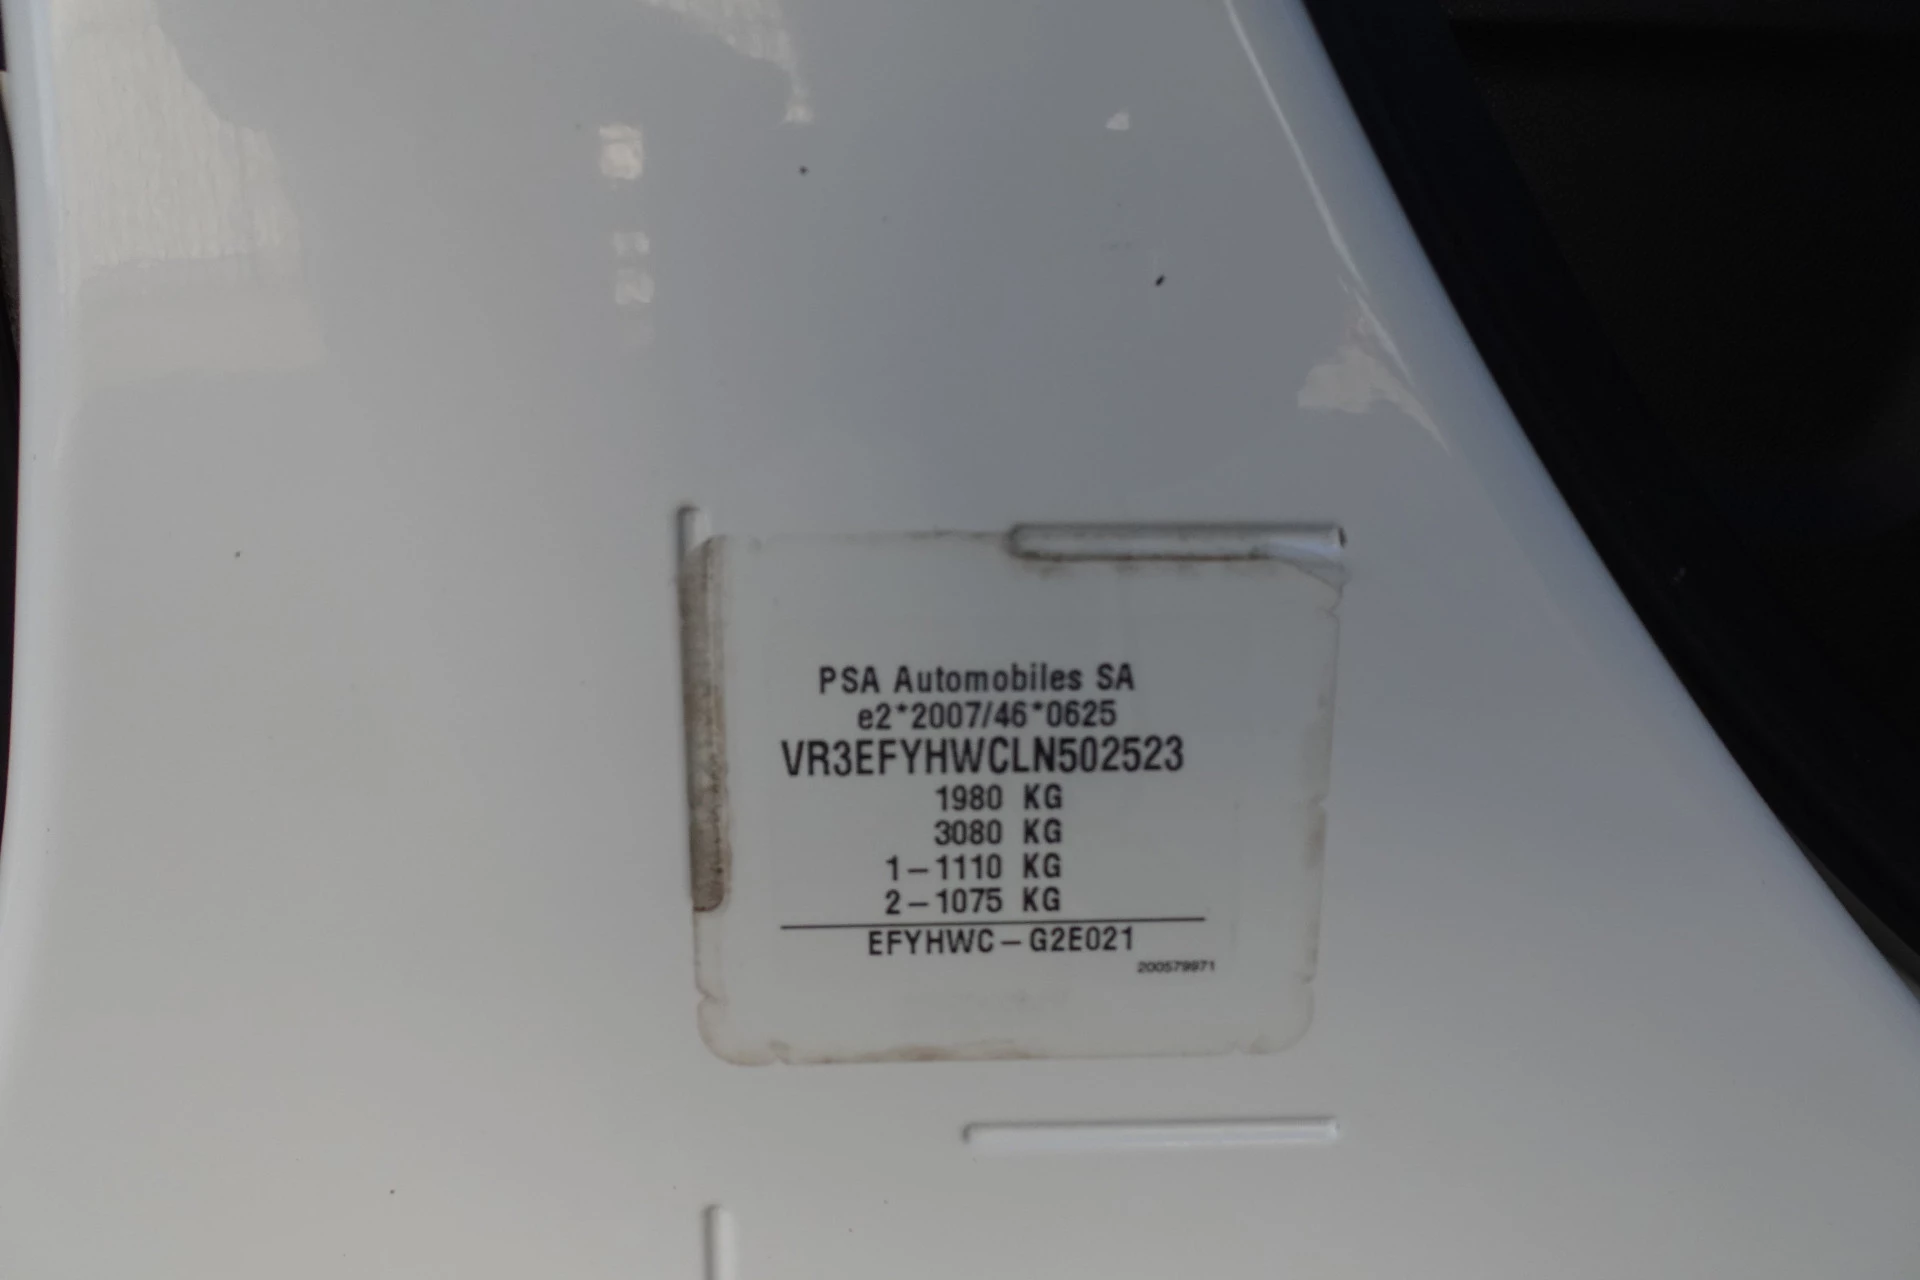 PSA Automobiles SA
e2*2007/46*0625
VR3EFYHWCLN502523
1980 KG
3080 KG
1-1110 KG
2-1075 KG
EFYHWC-G2E021
200579971